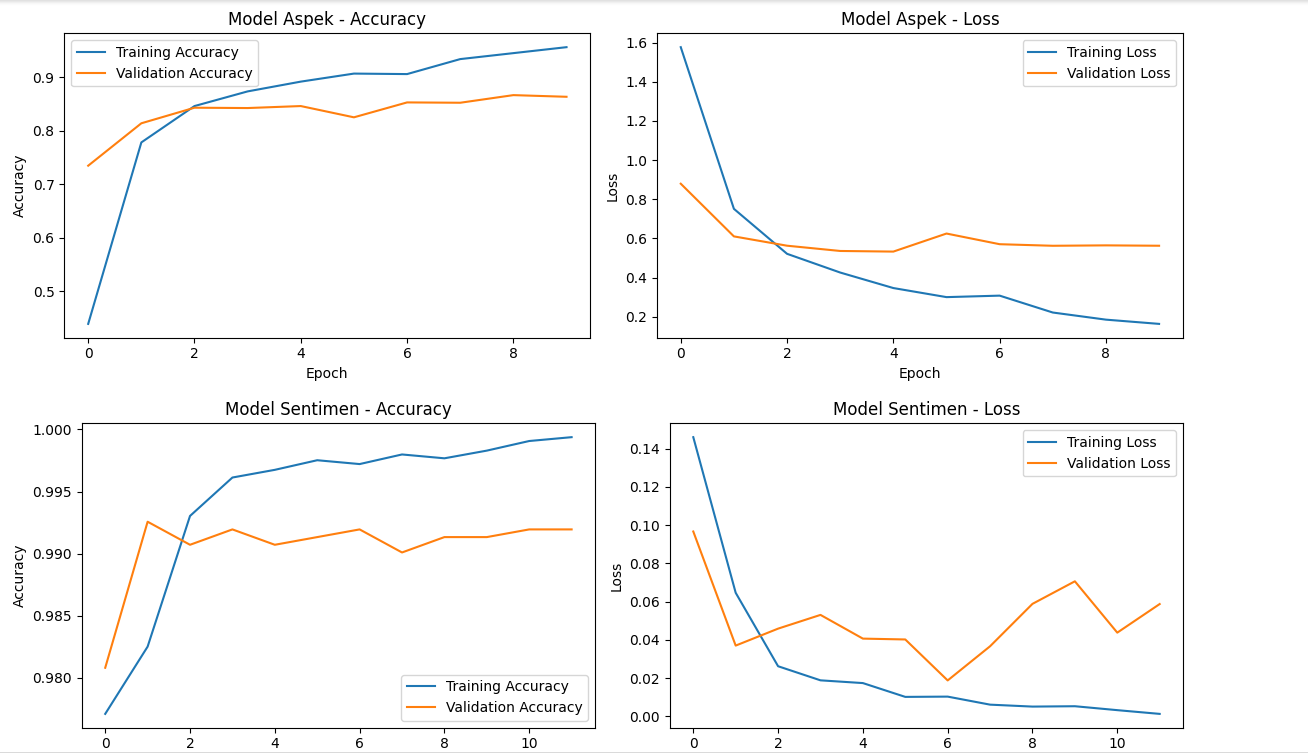 Model Aspek - Accuracy
Training Accuracy
Validation Accuracy
0.9
0.8
0.7
0.6
0.5
Accuracy
0 2 4 6 8
Epoch
Model Aspek - Loss
Training Loss
Validation Loss
1.6
1.4
1.2
1.0
0.8
0.6
0.4
0.2
Loss
0 2 4 6 8
Epoch
Model Sentimen - Accuracy
1.000
0.995
0.990
0.985
0.980
Accuracy
Training Accuracy
Validation Accuracy
0 2 4 6 8 10
Model Sentimen - Loss
Training Loss
Validation Loss
0.14
0.12
0.10
0.08
0.06
0.04
0.02
0.00
Loss
0 2 4 6 8 10